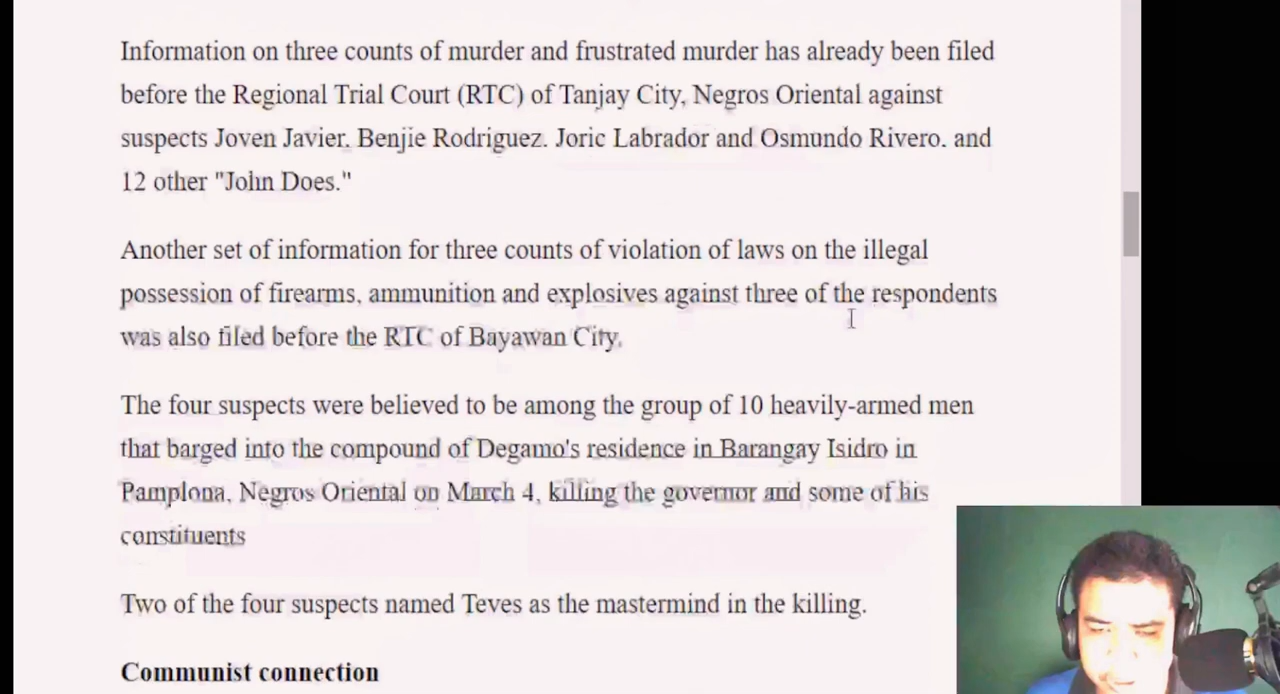 Information on three counts of murder and frustrated murder has already been filed
before the Regional Trial Court (RTC) of Tanjay City, Negros Oriental against
suspects Joven Javier, Benjie Rodriguez, Joric Labrador and Osmundo Rivero, and
12 other "John Does."
Another set of information for three counts of violation of laws on the illegal
possession of firearms, ammunition and explosives against three of the respondents
was also filed before the RTC of Bayawan City.
The four suspects were believed to be among the group of 10 heavily-armed men
that barged into the compound of Degamo's residence in Barangay Isidro in
Pamplona, Negros Oriental on March 4, killing the governor and some of his
constituents
Two of the four suspects named Teves as the mastermind in the killing.
Communist connection